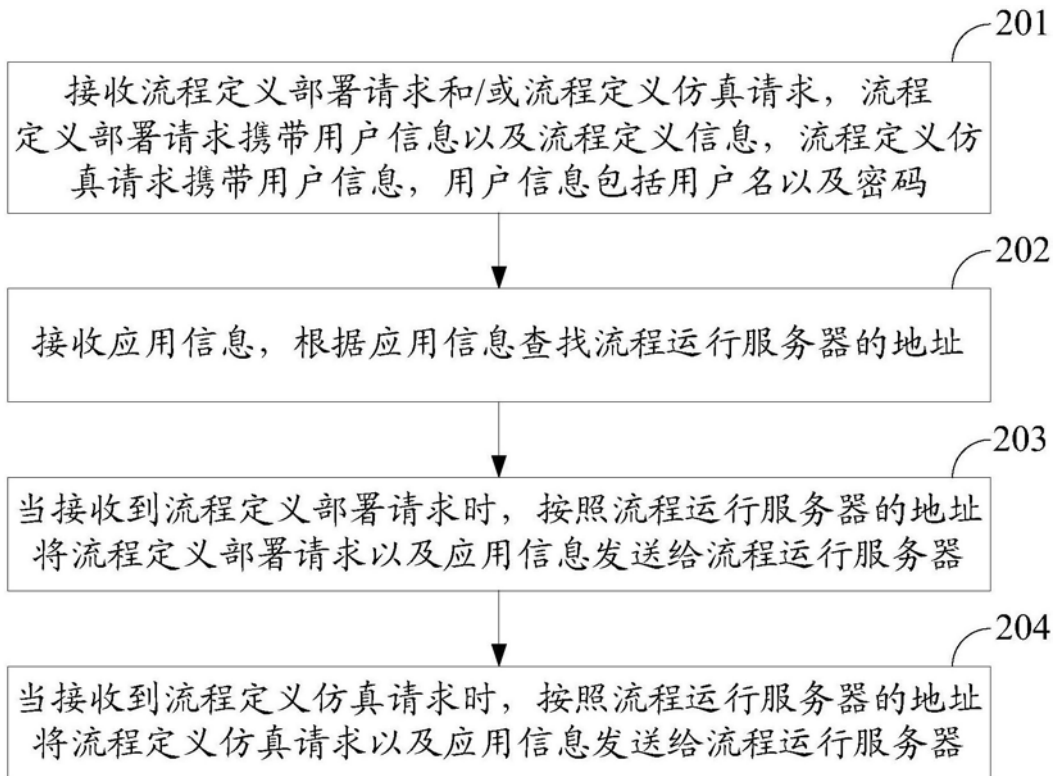 201
接收流程定义部署请求和/或流程定义仿真请求，流程
定义部署请求携带用户信息以及流程定义信息，流程定义仿
真请求携带用户信息，用户信息包括用户名以及密码
202
接收应用信息，根据应用信息查找流程运行服务器的地址
203
当接收到流程定义部署请求时，按照流程运行服务器的地址
将流程定义部署请求以及应用信息发送给流程运行服务器
204
当接收到流程定义仿真请求时，按照流程运行服务器的地址
将流程定义仿真请求以及应用信息发送给流程运行服务器